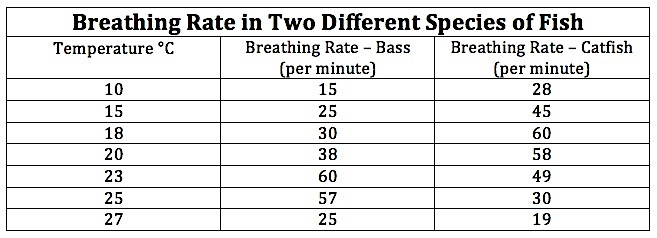 Breathing Rate in Two Different Species of Fish
Temperature °C Breathing Rate – Bass Breathing Rate – Catfish
(per minute) (per minute)
10 15 28
15 25 45
18 30 60
20 38 58
23 60 49
25 57 30
27 25 19